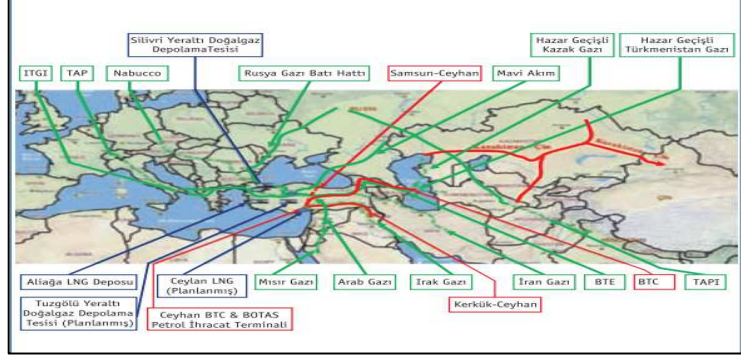 Silivri Yeraltı Doğalgaz
DepolamaTesisi
Hazar Geçişli
Kazak Gazı
Hazar Geçişli
Türkmenistan Gazı
ITGI
TAP
Nabucco
Rusya Gazı Batı Hattı
Samsun-Ceyhan
Mavi Akım
Aliağa LNG Deposu
Ceylan LNG
(Planlanmış)
Mısır Gazı
Arab Gazı
Irak Gazı
İran Gazı
BTE
BTC
TAPI
Tuzgölü Yeraltı
Doğalgaz Depolama
Tesisi (Planlanmış)
Ceyhan BTC & BOTAS
Petrol İhracat Terminali
Kerkük-Ceyhan